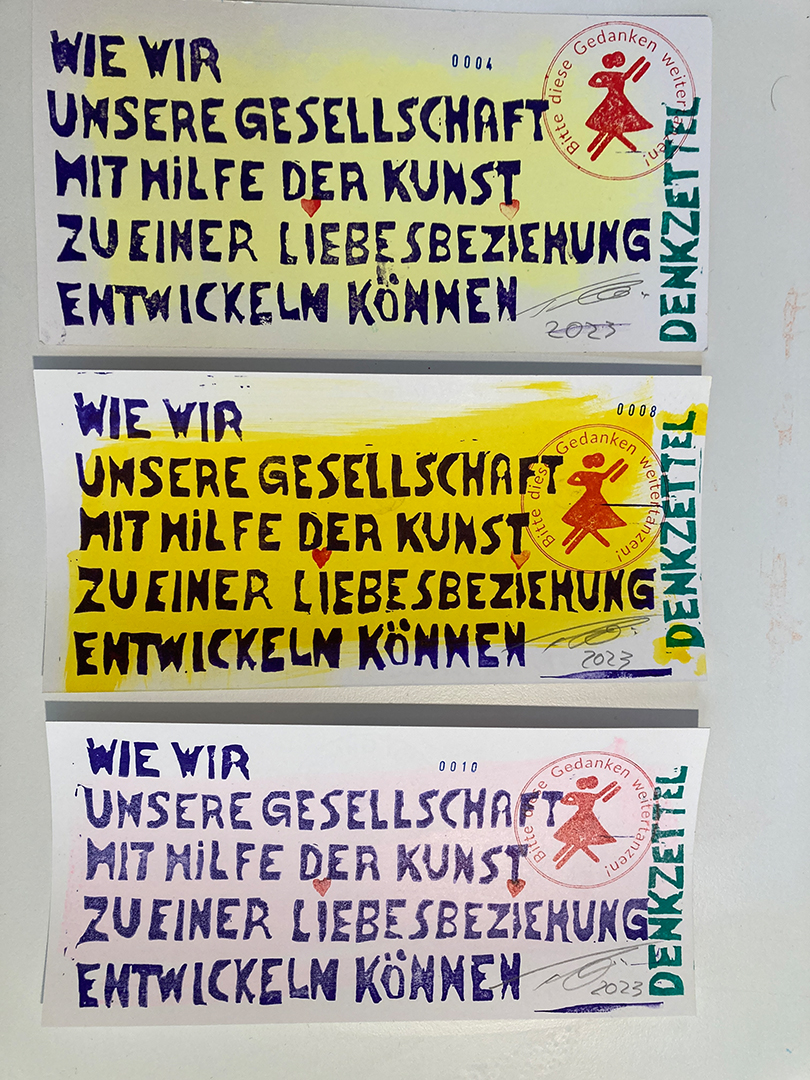 WIE WIR
0004
UNSERE GESELLSCHAFT
MIT HiLFE DER KUNST
ZU EINER LIEBESBEZIEHUNG
ENTWICKELN KÖNNEN
Bitte diese Gedanken weitertanzen!
DENKZETTEL
2023
WIE WIR
0008
UNSERE GESELLSCHAFT
MIT HiLFE DER KUNST
ZU EINER LIEBESBEZIEHUNG
ENTWICKELN KÖNNEN
Bitte diese Gedanken weitertanzen!
DENKZETTEL
2023
WIE WIR
0010
UNSERE GESELLSCHAFT
MIT HiLFE DER KUNST
ZU EINER LIEBESBEZIEHUNG
ENTWICKELN KÖNNEN
Bitte diese Gedanken weitertanzen!
DENKZETTEL
2023